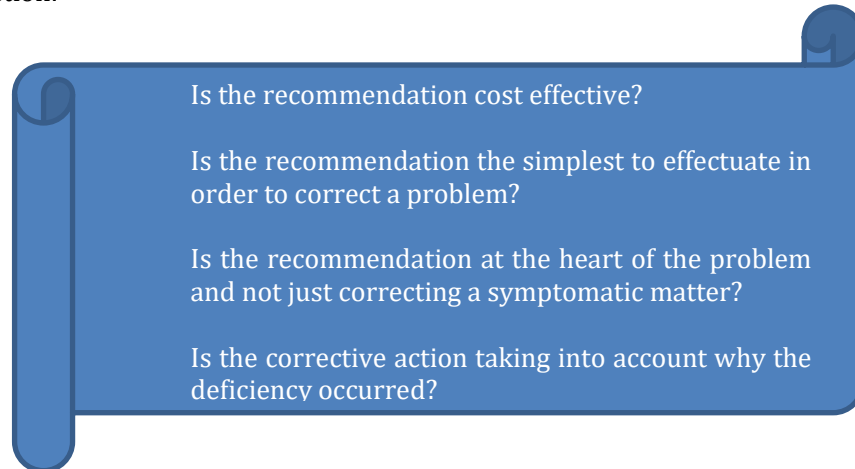 Is the recommendation cost effective?
Is the recommendation the simplest to effectuate in
order to correct a problem?
Is the recommendation at the heart of the problem
and not just correcting a symptomatic matter?
Is the corrective action taking into account why the
deficiency occurred?